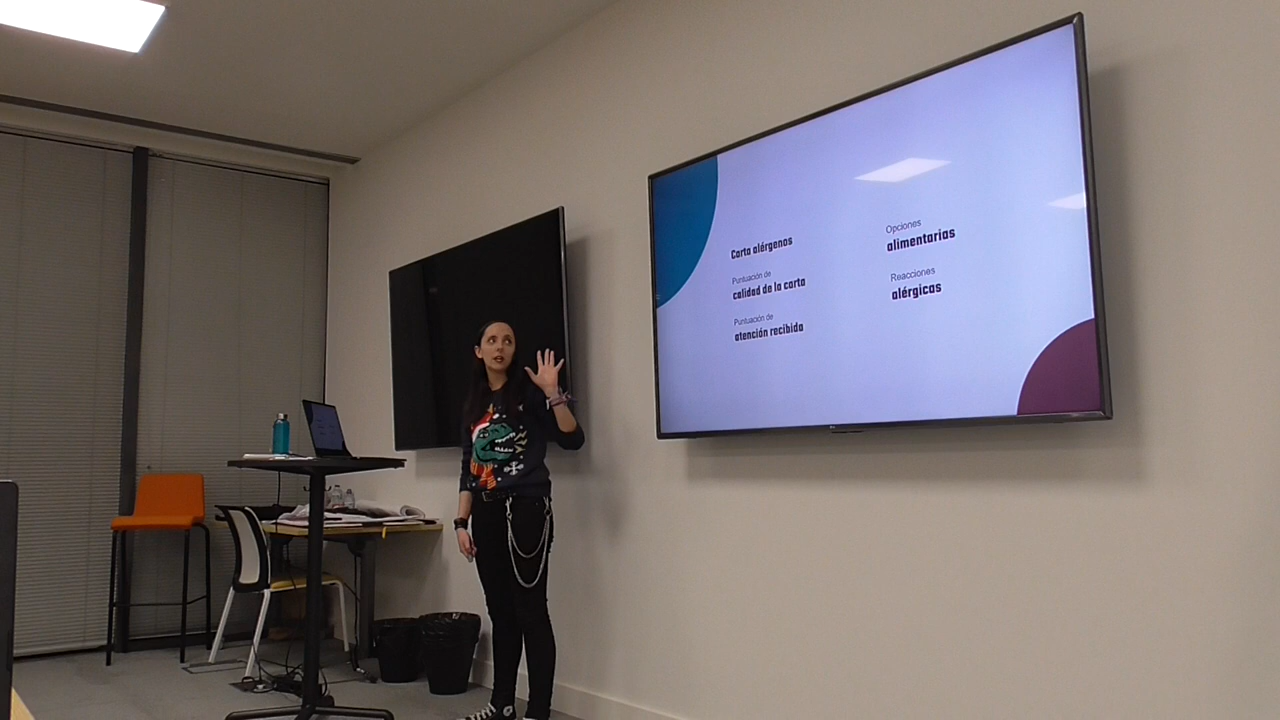 Carta alérgenos
Puntuación de
calidad de la carta
Puntuación de
atención recibida
Opciones
alimentarias
Reacciones
alérgicas